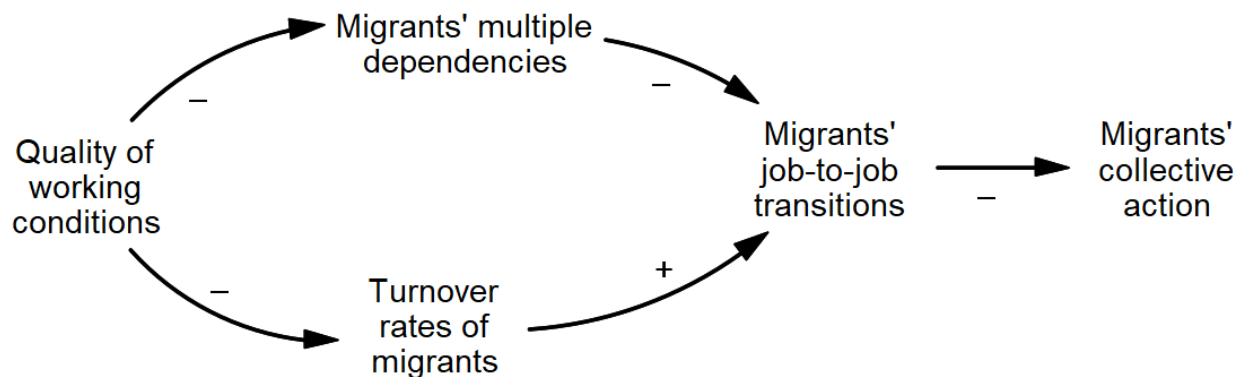 Migrants' multiple
dependencies
–
–
Quality of
working
conditions
Migrants'
job-to-job
transitions
–
Migrants'
collective
action
–
+
Turnover
rates of
migrants